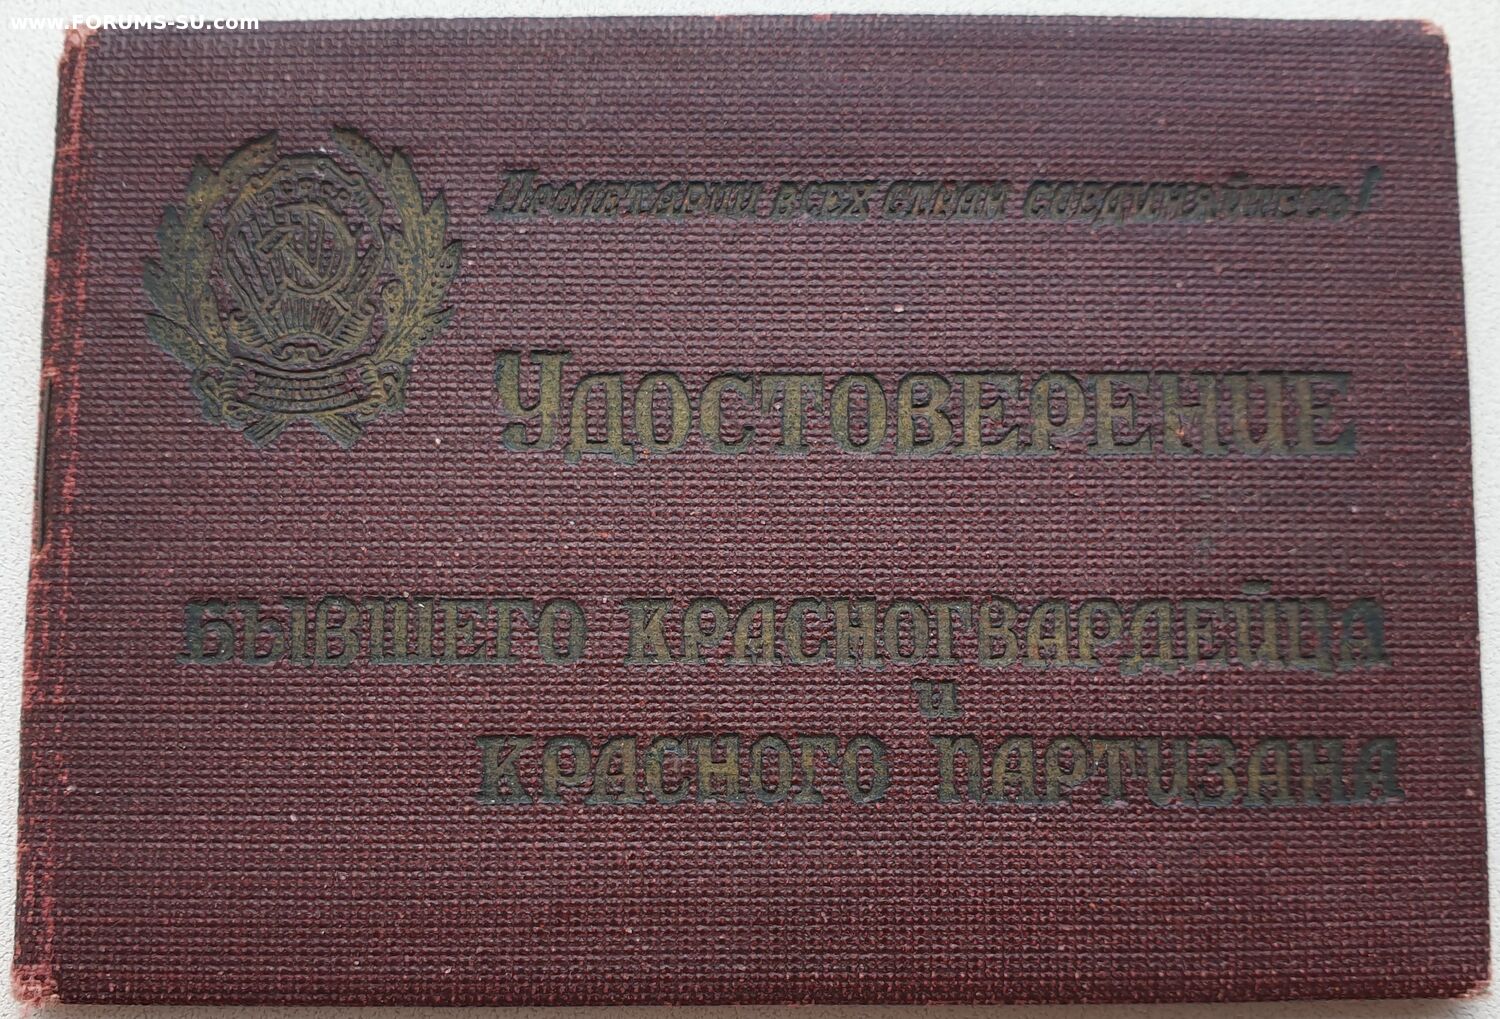 www.FORUMS-SU.com
Пролетарии всех стран соединяйтесь!
Удостоверение
бывшего красногвардейца
и
красного партизана